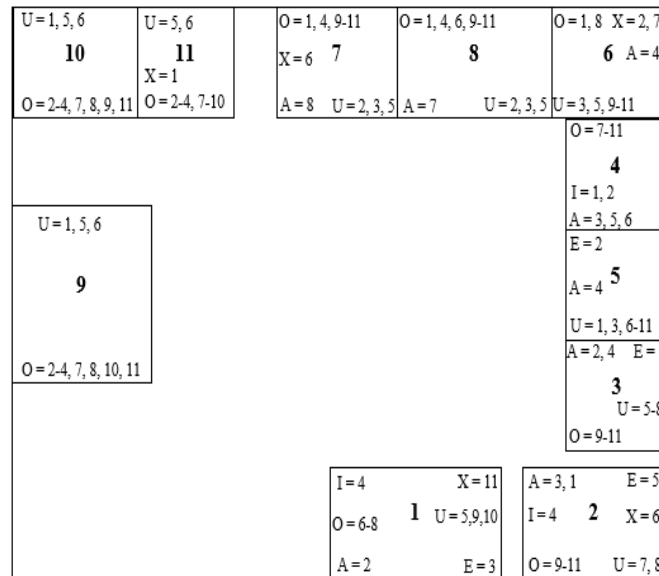 U = 1, 5, 6
10
O = 2-4, 7, 8, 9, 11
U = 5, 6
11
X = 1
O = 2-4, 7-10
O = 1, 4, 9-11
X = 6 7
A = 8 U = 2, 3, 5
O = 1, 4, 6, 9-11
8
A = 7 U = 2, 3, 5
O = 1, 8 X = 2, 7
6 A = 4
U = 3, 5, 9-11
O = 7-11
4
I = 1, 2
A = 3, 5, 6
E = 2
A = 4 5
U = 1, 3, 6-11
A = 2, 4 E =
3
U = 5-8
O = 9-11
U = 1, 5, 6
9
O = 2-4, 7, 8, 10, 11
I = 4 X = 11
O = 6-8 1 U = 5,9,10
A = 2 E = 3
A = 3, 1 E = 5
I = 4 2 X = 6
O = 9-11 U = 7, 8